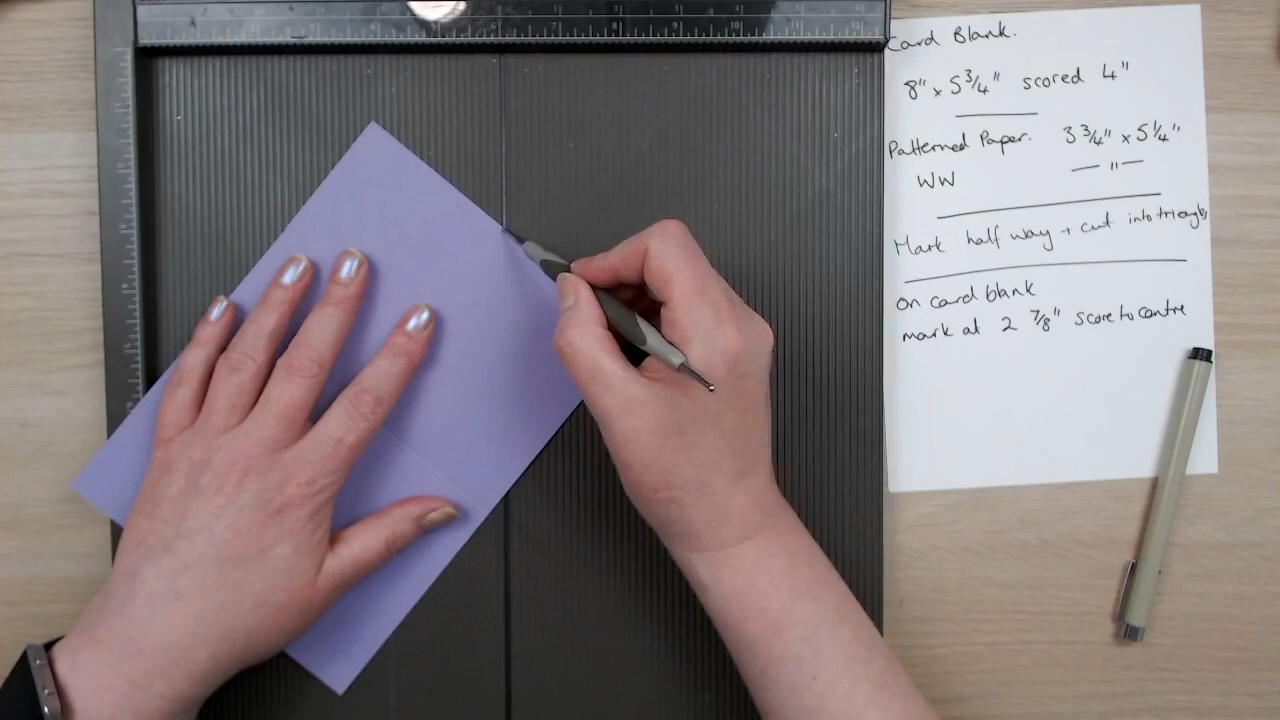 Card Blank.
8" x 5 3/4" scored 4"
Patterned Paper. 3 3/4" x 5 1/4"
WW — " —
Mark half way + cut into triangles
On card blank
mark at 2 7/8" score to centre